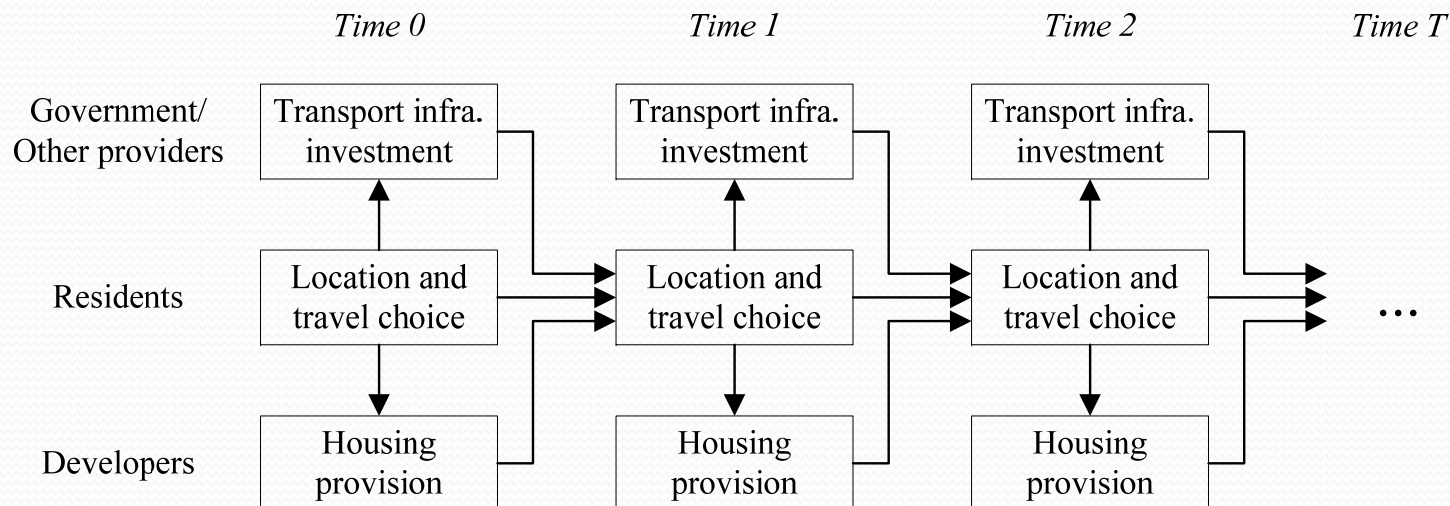 Time 0
Time 1
Time 2
Time T
Government/
Other providers
Transport infra.
investment
Transport infra.
investment
Transport infra.
investment
Residents
Location and
travel choice
Location and
travel choice
Location and
travel choice
...
Developers
Housing
provision
Housing
provision
Housing
provision